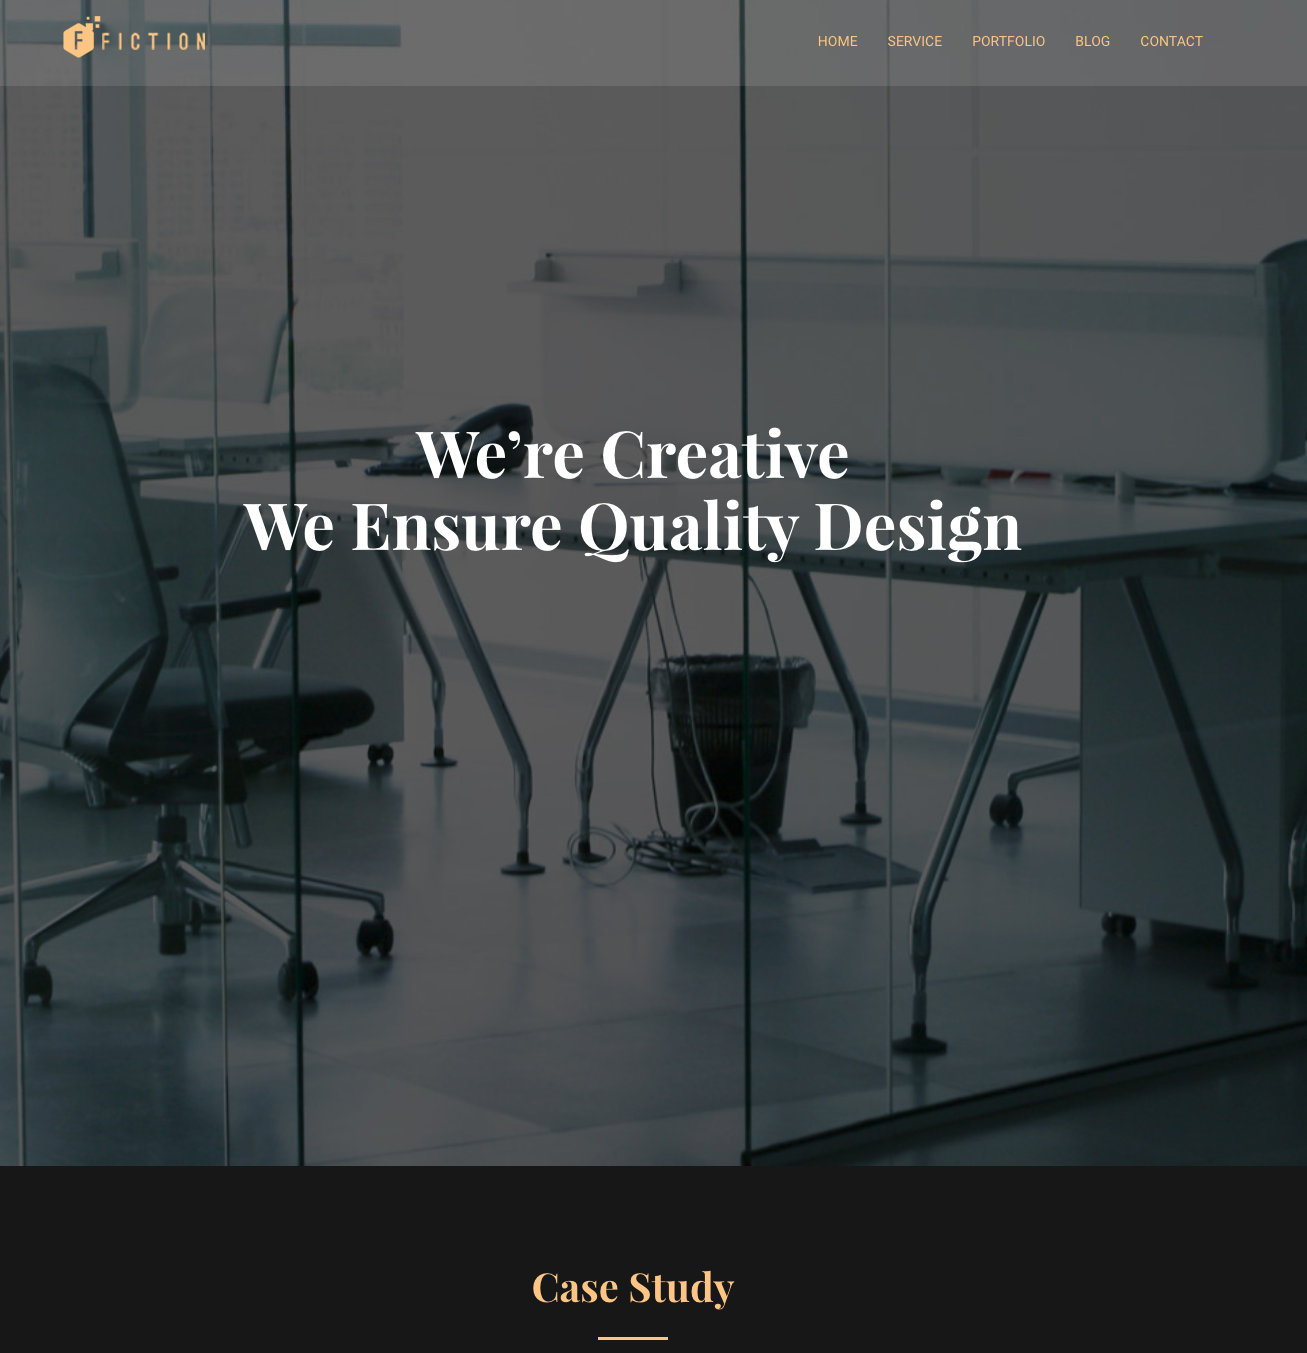 F FICTION
HOME SERVICE PORTFOLIO BLOG CONTACT
We’re Creative
We Ensure Quality Design
Case Study